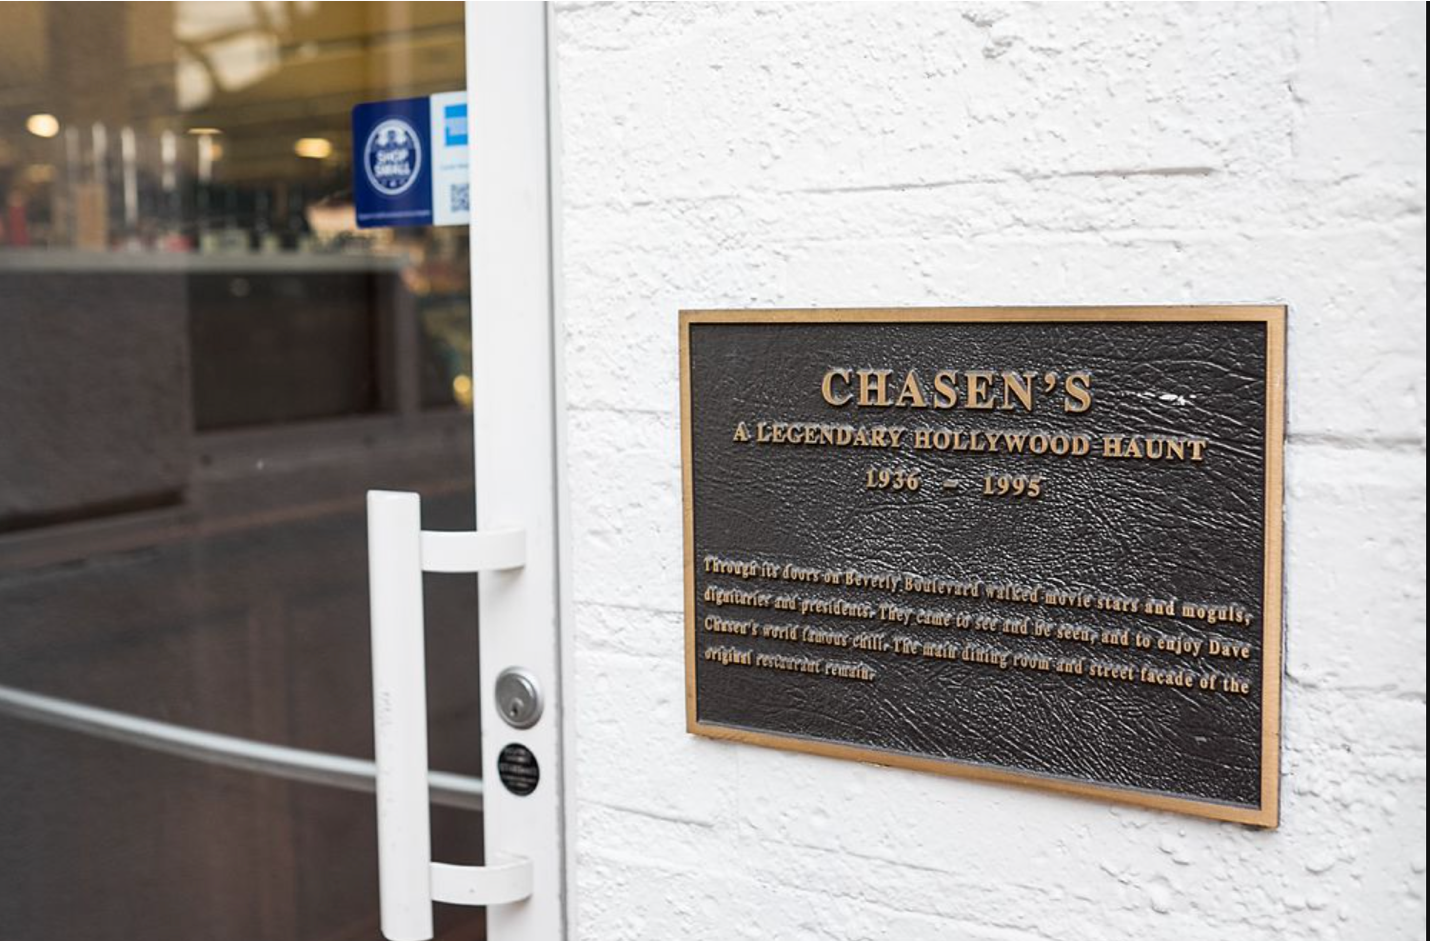 SHOP
SMALL
CHASEN'S
A LEGENDARY HOLLYWOOD HAUNT
1936 – 1995
Through its doors on Beverly Boulevard walked movie stars and moguls,
dignitaries and presidents. They came to see and be seen, and to enjoy Dave
Chasen's world famous chili. The main dining room and street facade of the
original restaurant remain.